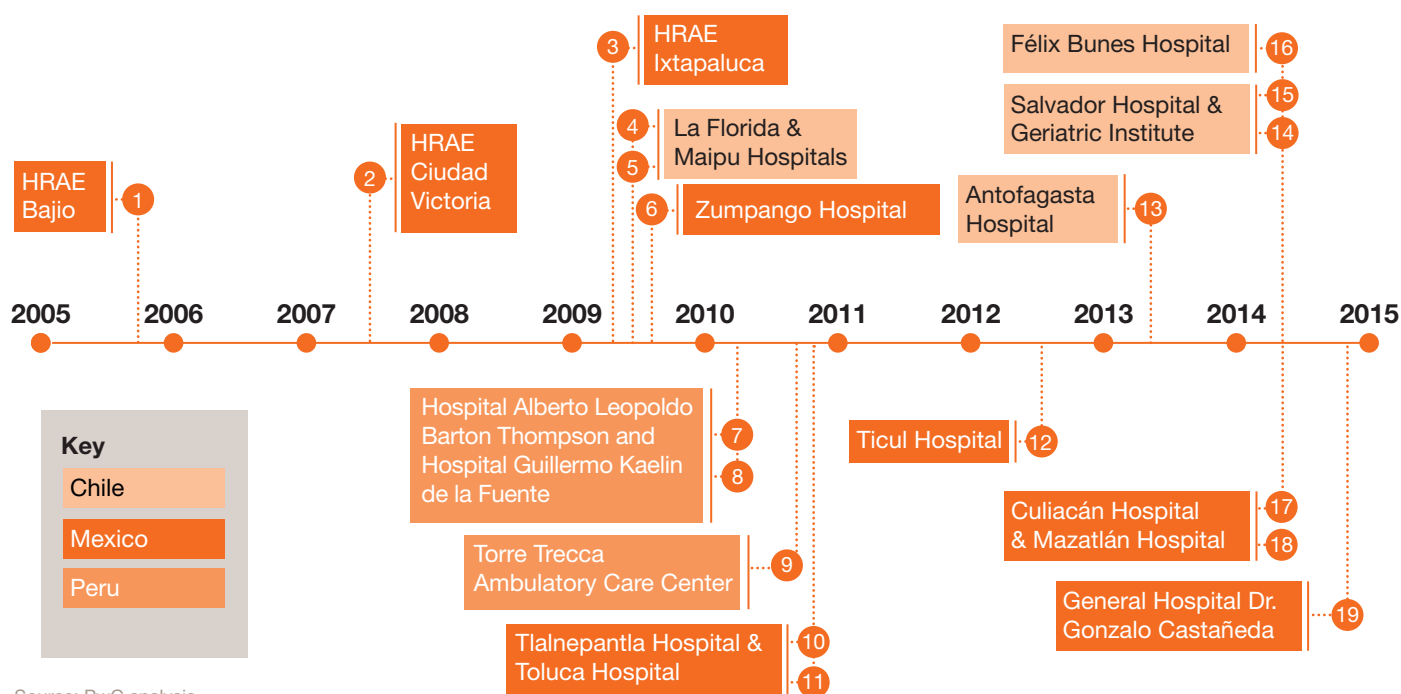 3
HRAE
Ixtapaluca
Félix Bunes Hospital
16
15
Salvador Hospital &
Geriatric Institute
14
4
La Florida &
Maipu Hospitals
5
HRAE
Ciudad
Victoria
2
HRAE
Bajio
1
6
Zumpango Hospital
Antofagasta
Hospital
13
2005
2006
2007
2008
2009
2010
2011
2012
2013
2014
2015
Hospital Alberto Leopoldo
Barton Thompson and
Hospital Guillermo Kaelin
de la Fuente
7
8
Ticul Hospital
12
Key
Chile
Mexico
Peru
Torre Trecca
Ambulatory Care Center
9
Culiacán Hospital
& Mazatlán Hospital
17
18
General Hospital Dr.
Gonzalo Castañeda
19
Tlalnepantla Hospital &
Toluca Hospital
10
11
Source: PwC analysis